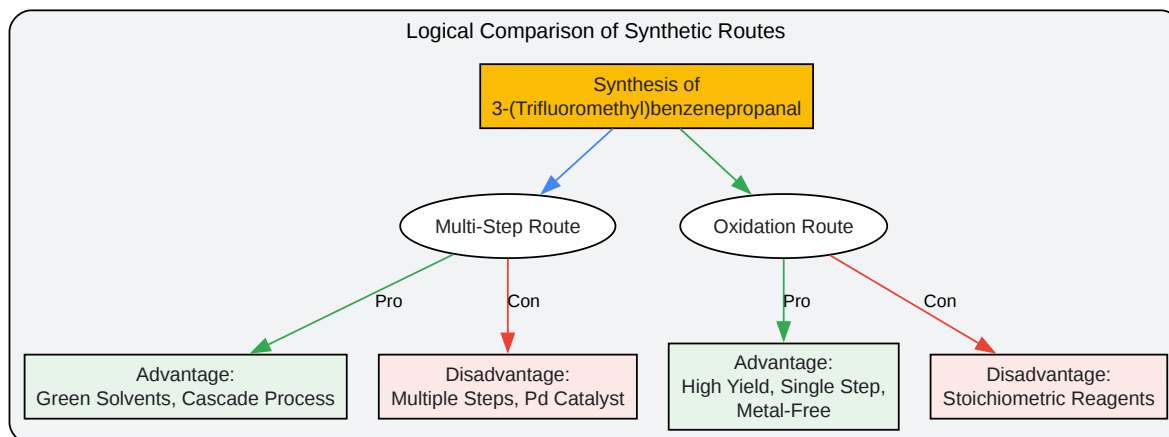 Logical Comparison of Synthetic Routes
Synthesis of
3-(Trifluoromethyl)benzenepropanal
Multi-Step Route
Oxidation Route
Pro
Con
Pro
Con
Advantage:
Green Solvents, Cascade Process
Disadvantage:
Multiple Steps, Pd Catalyst
Advantage:
High Yield, Single Step,
Metal-Free
Disadvantage:
Stoichiometric Reagents